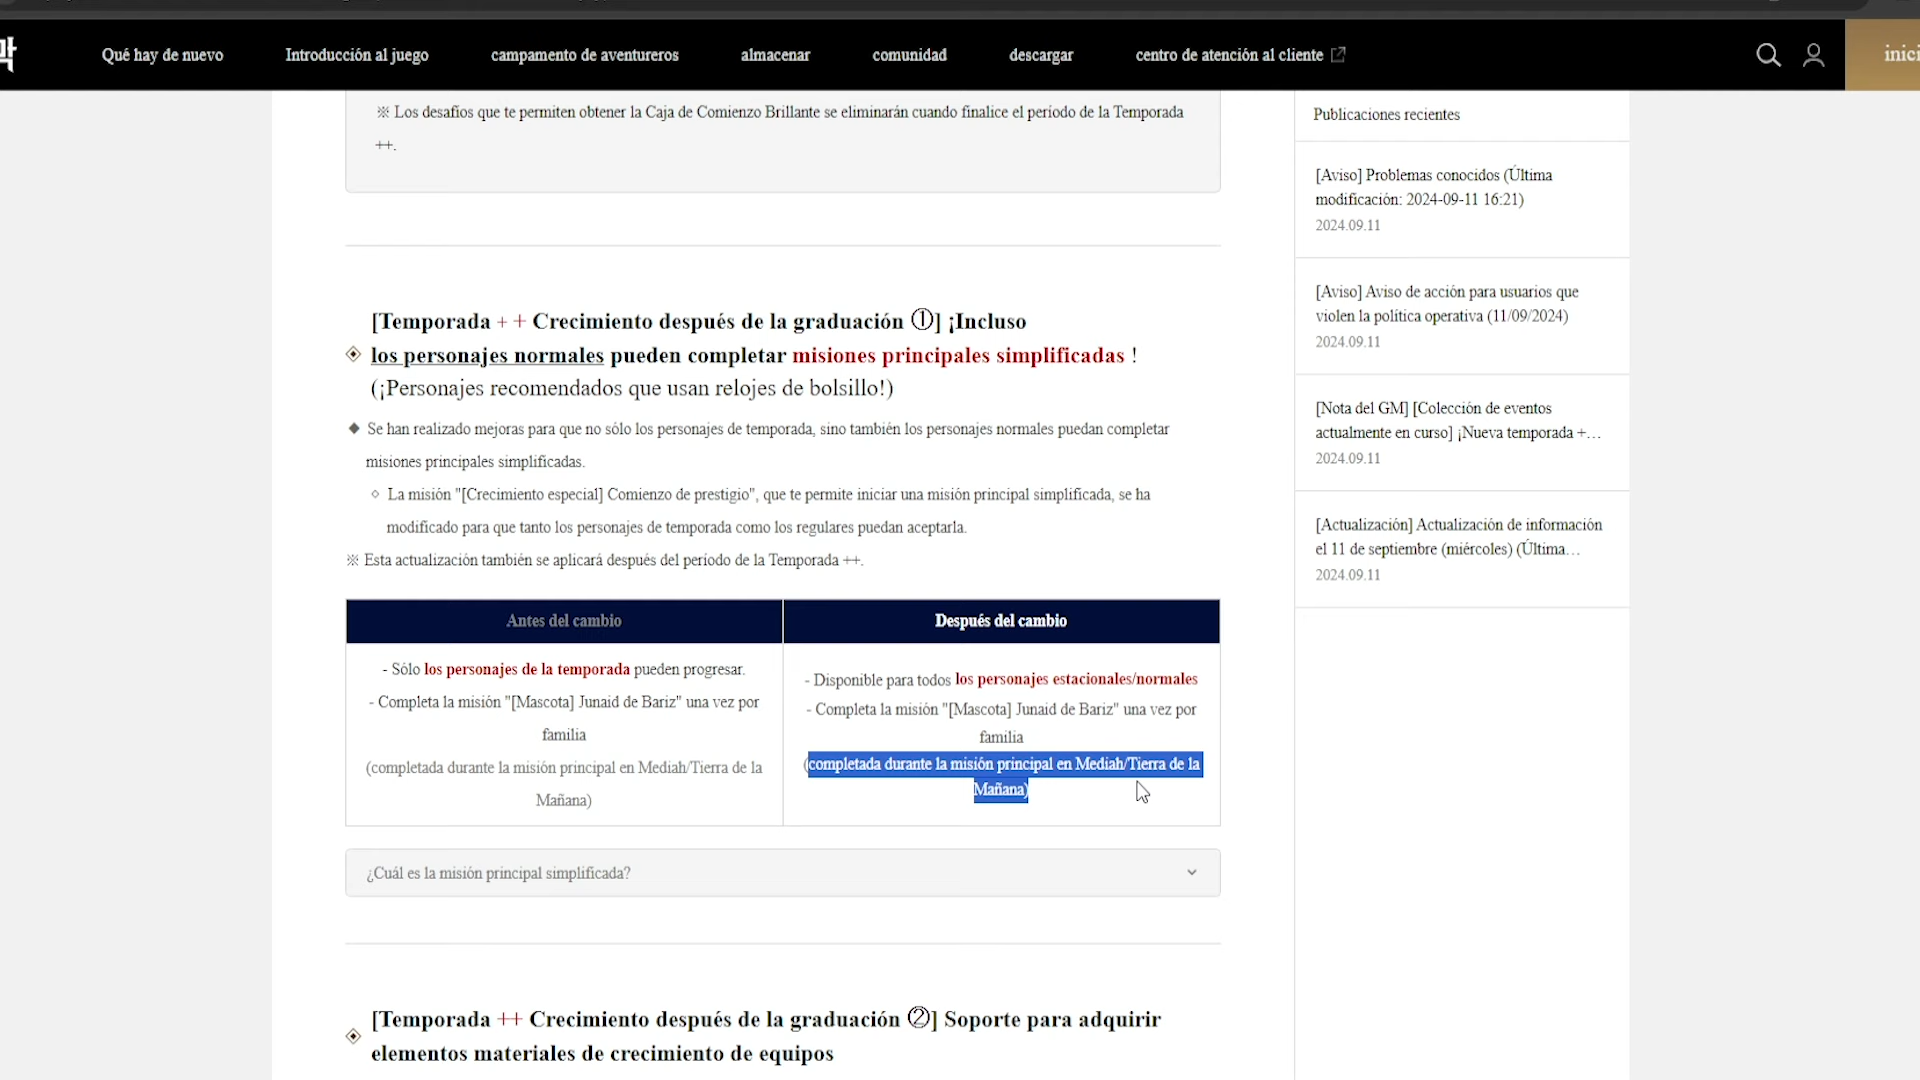 막
Qué hay de nuevo
Introducción al juego
campamento de aventureros
almacenar
comunidad
descargar
centro de atención al cliente
inici
※ Los desafíos que te permiten obtener la Caja de Comienzo Brillante se eliminarán cuando finalice el período de la Temporada
++.
[Temporada + + Crecimiento después de la graduación ①] ¡Incluso
los personajes normales pueden completar misiones principales simplificadas !
(¡Personajes recomendados que usan relojes de bolsillo!)
◆ Se han realizado mejoras para que no sólo los personajes de temporada, sino también los personajes normales puedan completar
misiones principales simplificadas.
◇ La misión "[Crecimiento especial] Comienzo de prestigio", que te permite iniciar una misión principal simplificada, se ha
modificado para que tanto los personajes de temporada como los regulares puedan aceptarla.
※ Esta actualización también se aplicará después del período de la Temporada ++.
Antes del cambio
- Sólo los personajes de la temporada pueden progresar.
- Completa la misión "[Mascota] Junaid de Bariz" una vez por
familia
(completada durante la misión principal en Mediah/Tierra de la
Mañana)
Después del cambio
- Disponible para todos los personajes estacionales/normales
- Completa la misión "[Mascota] Junaid de Bariz" una vez por
familia
(completada durante la misión principal en Mediah/Tierra de la
Mañana)
¿Cuál es la misión principal simplificada?
[Temporada ++ Crecimiento después de la graduación ②] Soporte para adquirir
elementos materiales de crecimiento de equipos
Publicaciones recientes
[Aviso] Problemas conocidos (Última
modificación: 2024-09-11 16:21)
2024.09.11
[Aviso] Aviso de acción para usuarios que
violen la política operativa (11/09/2024)
2024.09.11
[Nota del GM] [Colección de eventos
actualmente en curso] ¡Nueva temporada +...
2024.09.11
[Actualización] Actualización de información
el 11 de septiembre (miércoles) (Última...
2024.09.11